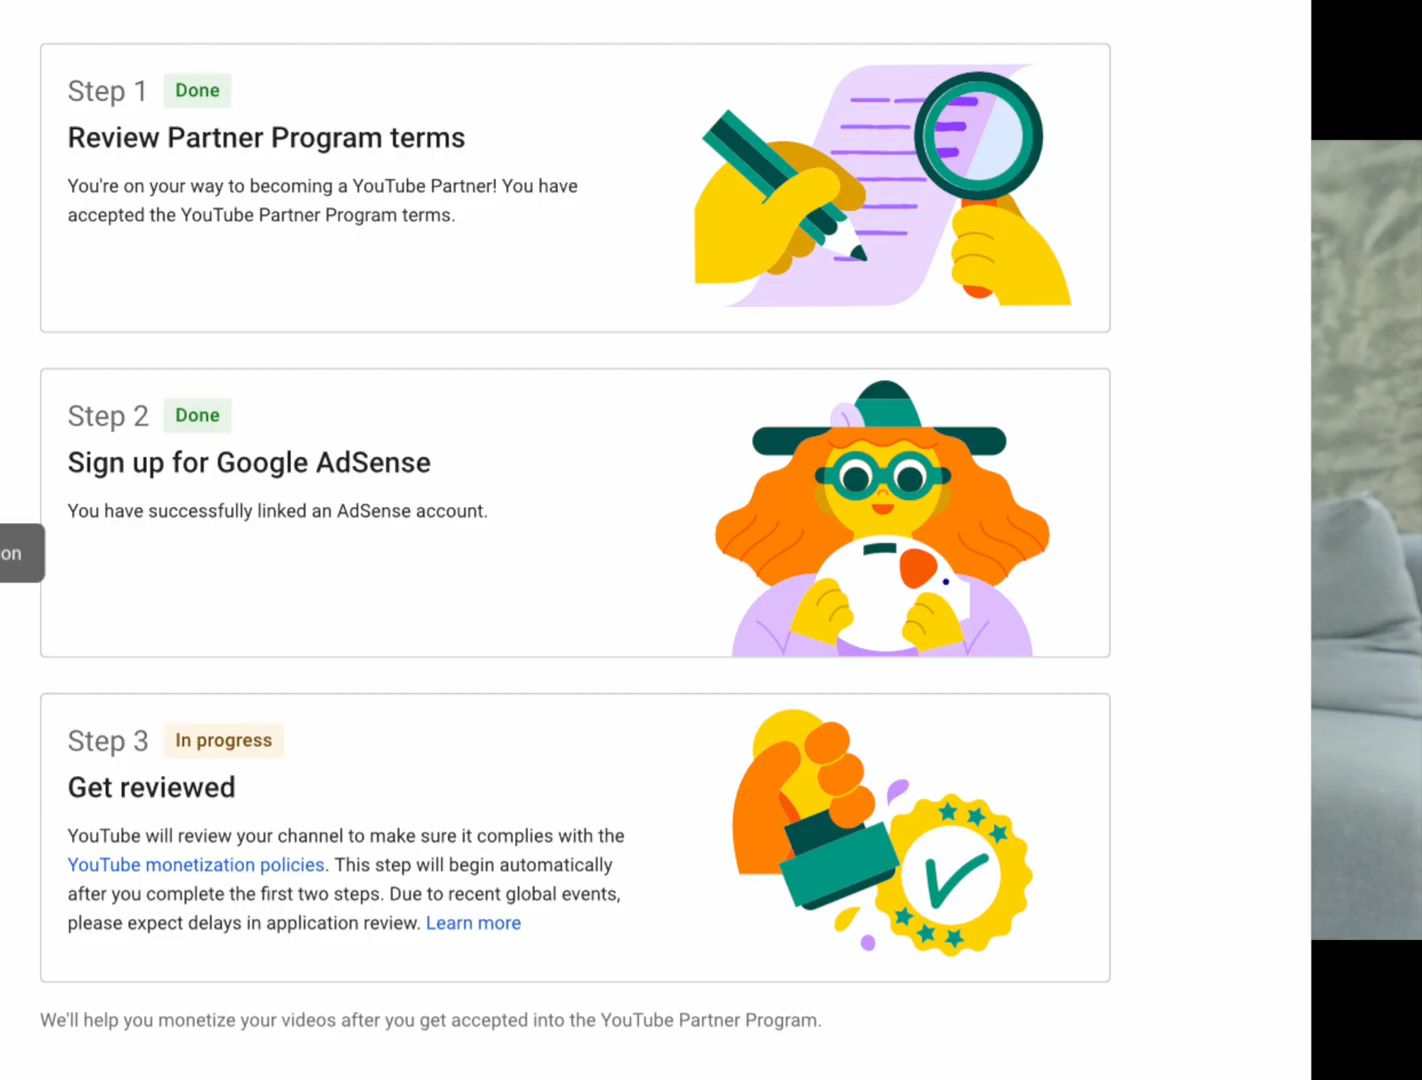 Step 1 Done
Review Partner Program terms
You're on your way to becoming a YouTube Partner! You have
accepted the YouTube Partner Program terms.
Step 2 Done
Sign up for Google AdSense
You have successfully linked an AdSense account.
on
Step 3 In progress
Get reviewed
YouTube will review your channel to make sure it complies with the
YouTube monetization policies. This step will begin automatically
after you complete the first two steps. Due to recent global events,
please expect delays in application review. Learn more
We'll help you monetize your videos after you get accepted into the YouTube Partner Program.